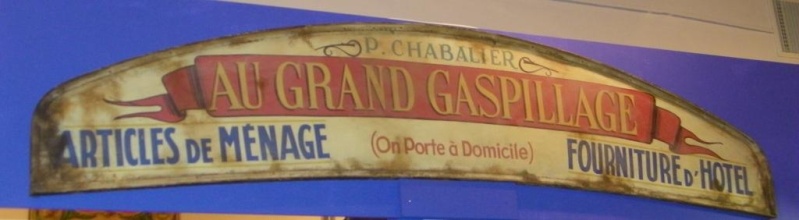 P. CHABALIER
AU GRAND GASPILLAGE
ARTICLES DE MÉNAGE
(On Porte à Domicile)
FOURNITURE D'HOTEL